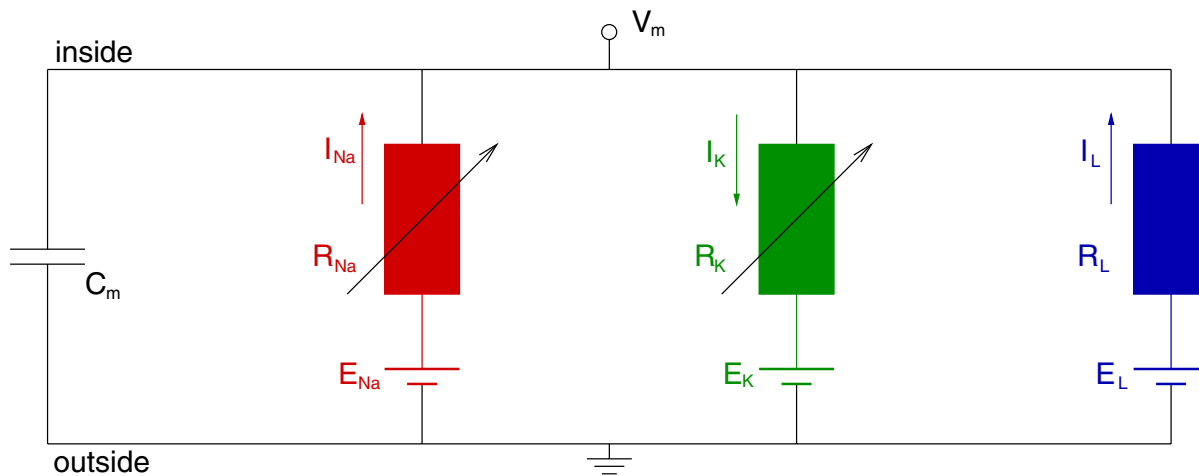 V_m
inside
I_Na
I_K
I_L
R_Na
R_K
R_L
C_m
E_Na
E_K
E_L
outside